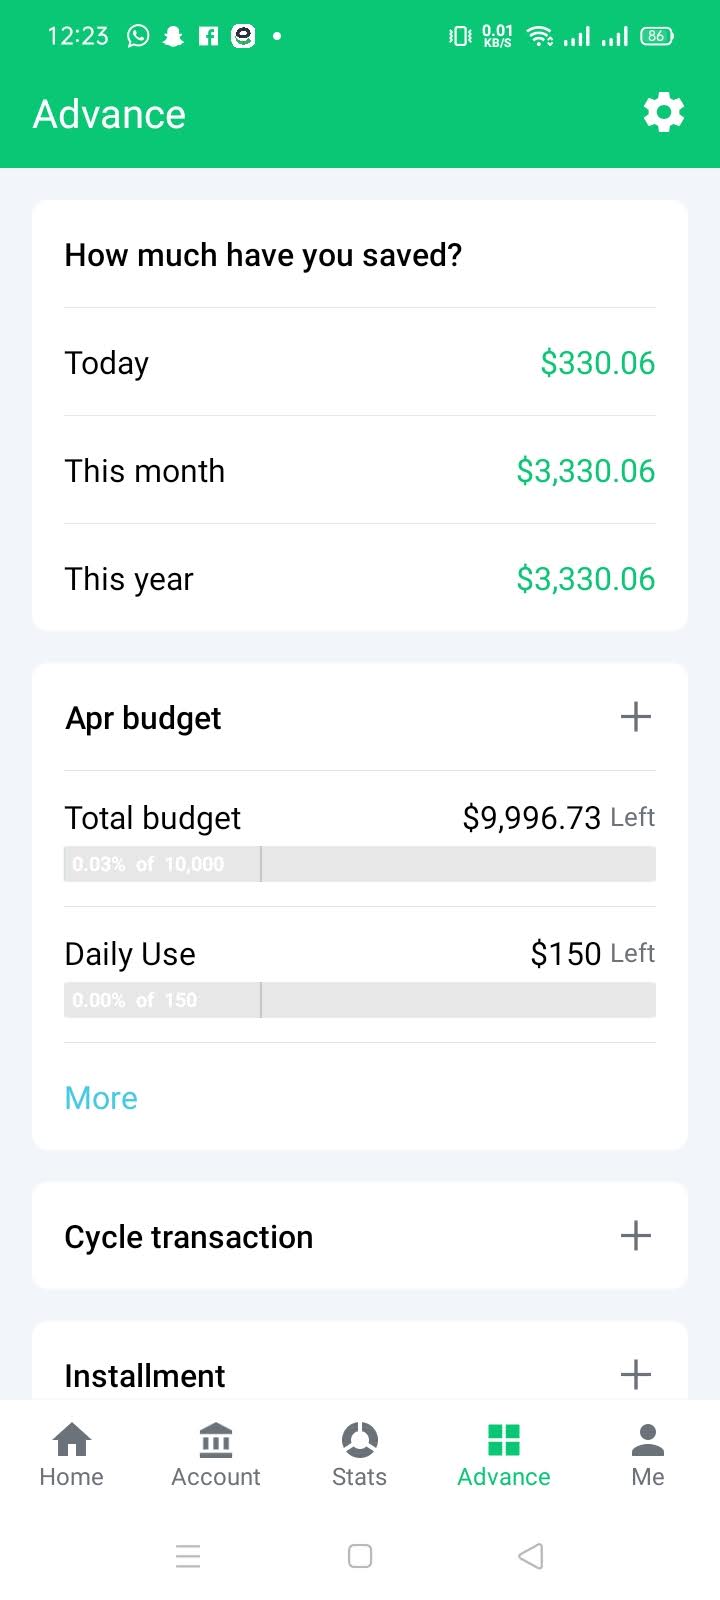 12:23 0.01 KB/S 86
Advance
How much have you saved?
Today $330.06
This month $3,330.06
This year $3,330.06
Apr budget
Total budget $9,996.73 Left
0.03% of 10,000
Daily Use $150 Left
0.00% of 150
More
Cycle transaction
Installment
Home Account Stats Advance Me